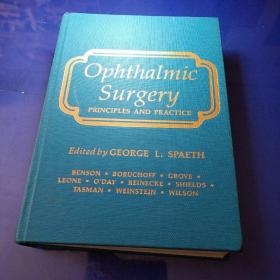 Ophthalmic
Surgery
PRINCIPLES AND PRACTICE
Edited by GEORGE L. SPAETH
BENSON • BORUCHOFF • GROVE •
LEONE • O'DAY • REINECKE • SHIELDS •
TASMAN • WEINSTEIN • WILSON